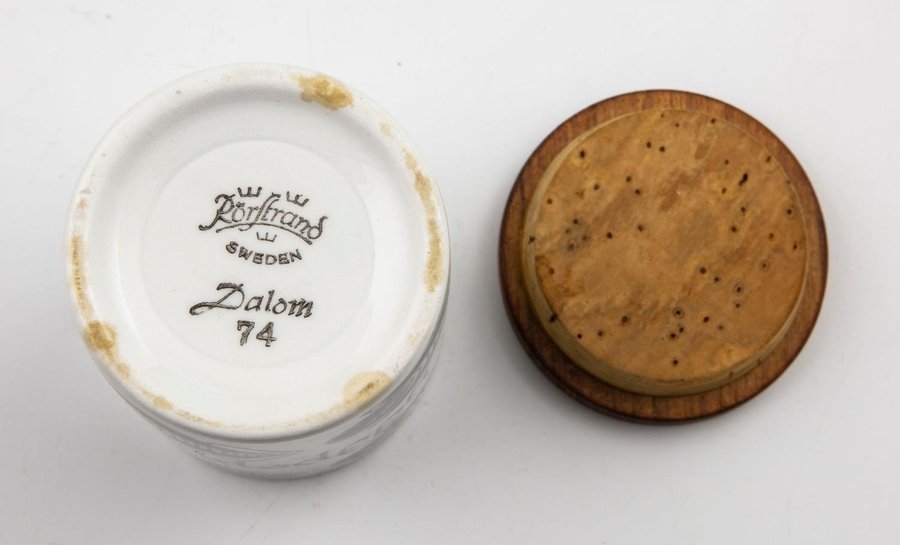 Rörstrand
SWEDEN
Dalom
74